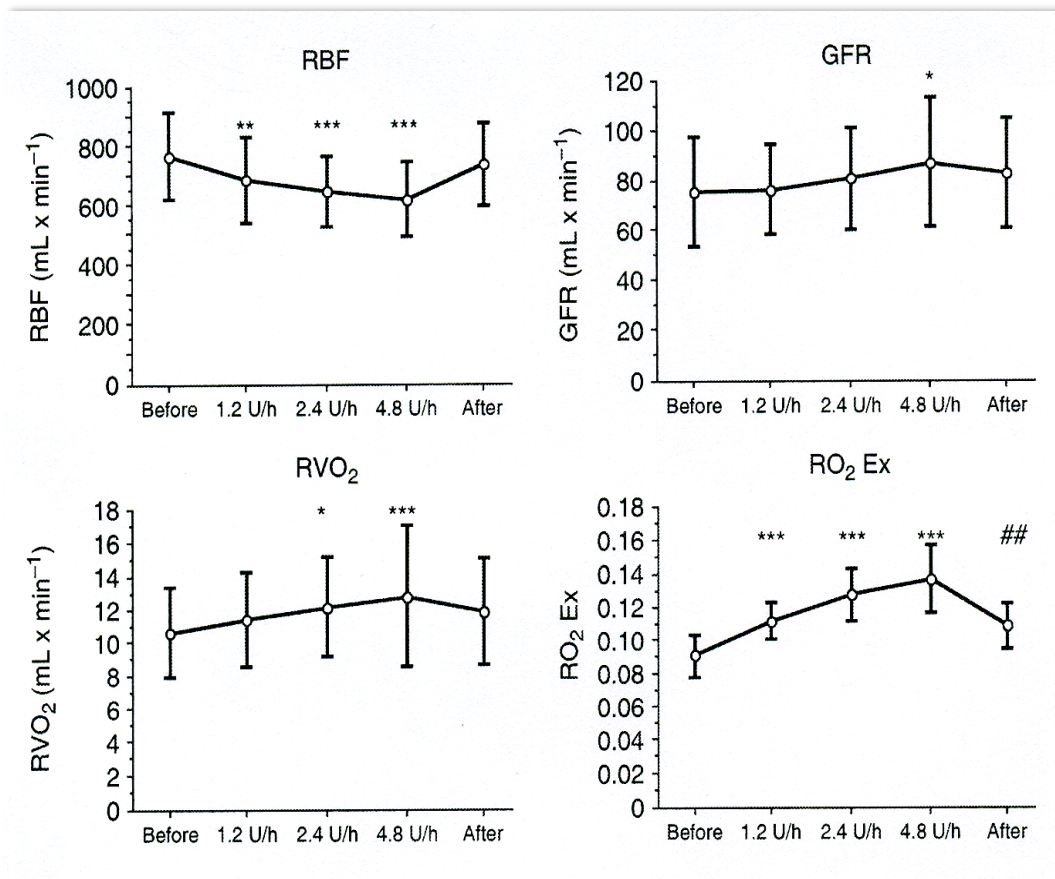 RBF
RBF (mL x min⁻¹)
1000
800
600
400
200
0
** *** ***
Before 1.2 U/h 2.4 U/h 4.8 U/h After
GFR
GFR (mL x min⁻¹)
120
100
80
60
40
20
0
*
Before 1.2 U/h 2.4 U/h 4.8 U/h After
RVO₂
RVO₂ (mL x min⁻¹)
18
16
14
12
10
8
6
4
2
0
* ***
Before 1.2 U/h 2.4 U/h 4.8 U/h After
RO₂ Ex
RO₂ Ex
0.18
0.16
0.14
0.12
0.10
0.08
0.06
0.04
0.02
0
*** *** *** ##
Before 1.2 U/h 2.4 U/h 4.8 U/h After